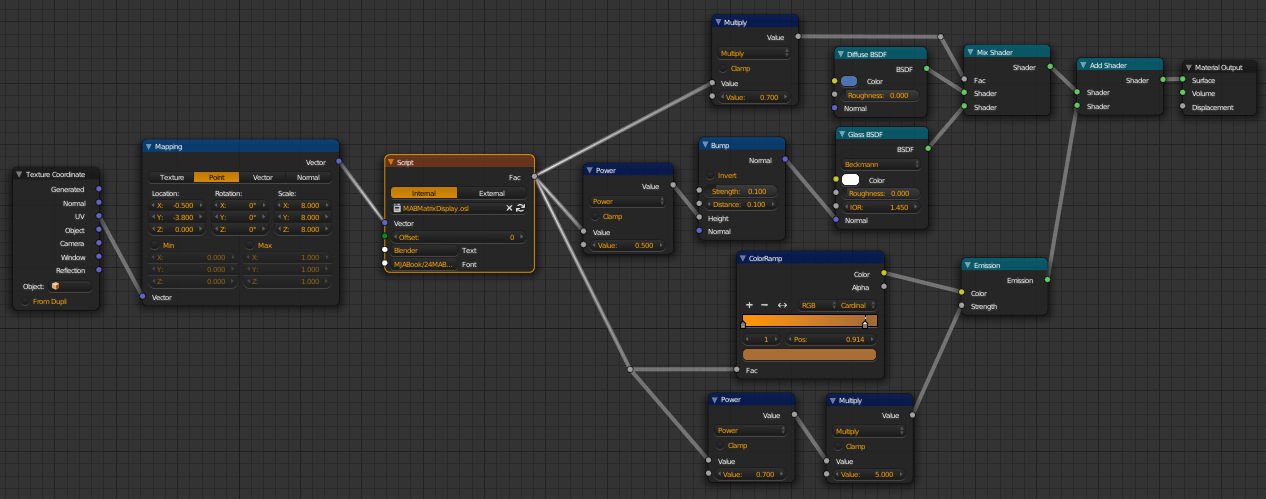 Texture Coordinate
Generated
Normal
UV
Object
Camera
Window
Reflection
Object:
From Dupli
Mapping
Vector
Texture Point Vector Normal
Location: Rotation: Scale:
X: -0.500 X: 0° X: 8.000
Y: -3.800 Y: 0° Y: 8.000
Z: 0.000 Z: 0° Z: 8.000
Min Max
X: 0.000 X: 1.000
Y: 0.000 Y: 1.000
Z: 0.000 Z: 1.000
Vector
Script
Fac
Internal External
MABMatrixDisplay.osl
Vector
Offset: 0
Blender Text
MJABook/24MAB... Font
Power
Value
Power
Clamp
Value
Value: 0.500
Multiply
Value
Multiply
Clamp
Value
Value: 0.700
Bump
Normal
Invert
Strength: 0.100
Distance: 0.100
Height
Normal
ColorRamp
Color
Alpha
RGB Cardinal
1 Pos: 0.914
Fac
Power
Value
Power
Clamp
Value
Value: 0.700
Multiply
Value
Multiply
Clamp
Value
Value: 5.000
Diffuse BSDF
BSDF
Color
Roughness: 0.000
Normal
Glass BSDF
BSDF
Beckmann
Color
Roughness: 0.000
IOR: 1.450
Normal
Mix Shader
Shader
Fac
Shader
Shader
Emission
Emission
Color
Strength
Add Shader
Shader
Shader
Shader
Material Output
Surface
Volume
Displacement